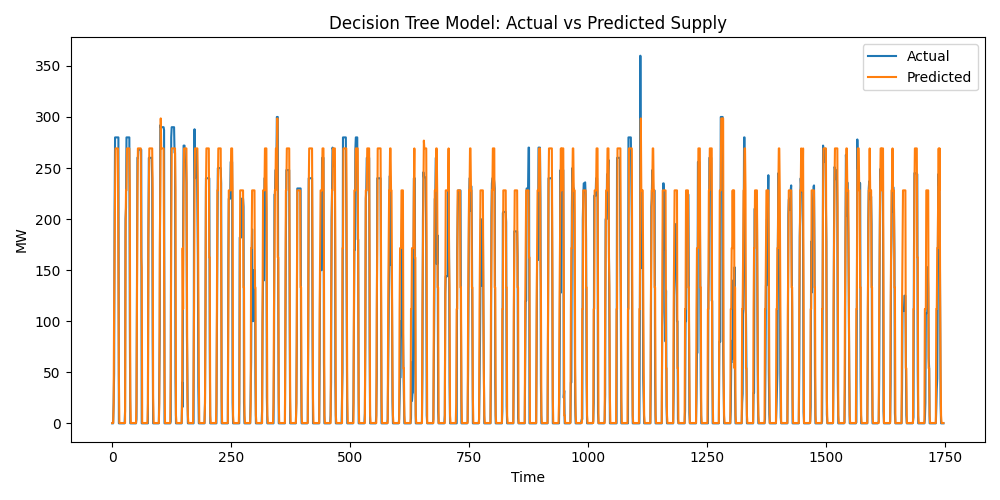 Decision Tree Model: Actual vs Predicted Supply
Actual
Predicted
MW
350
300
250
200
150
100
50
0
0 250 500 750 1000 1250 1500 1750
Time